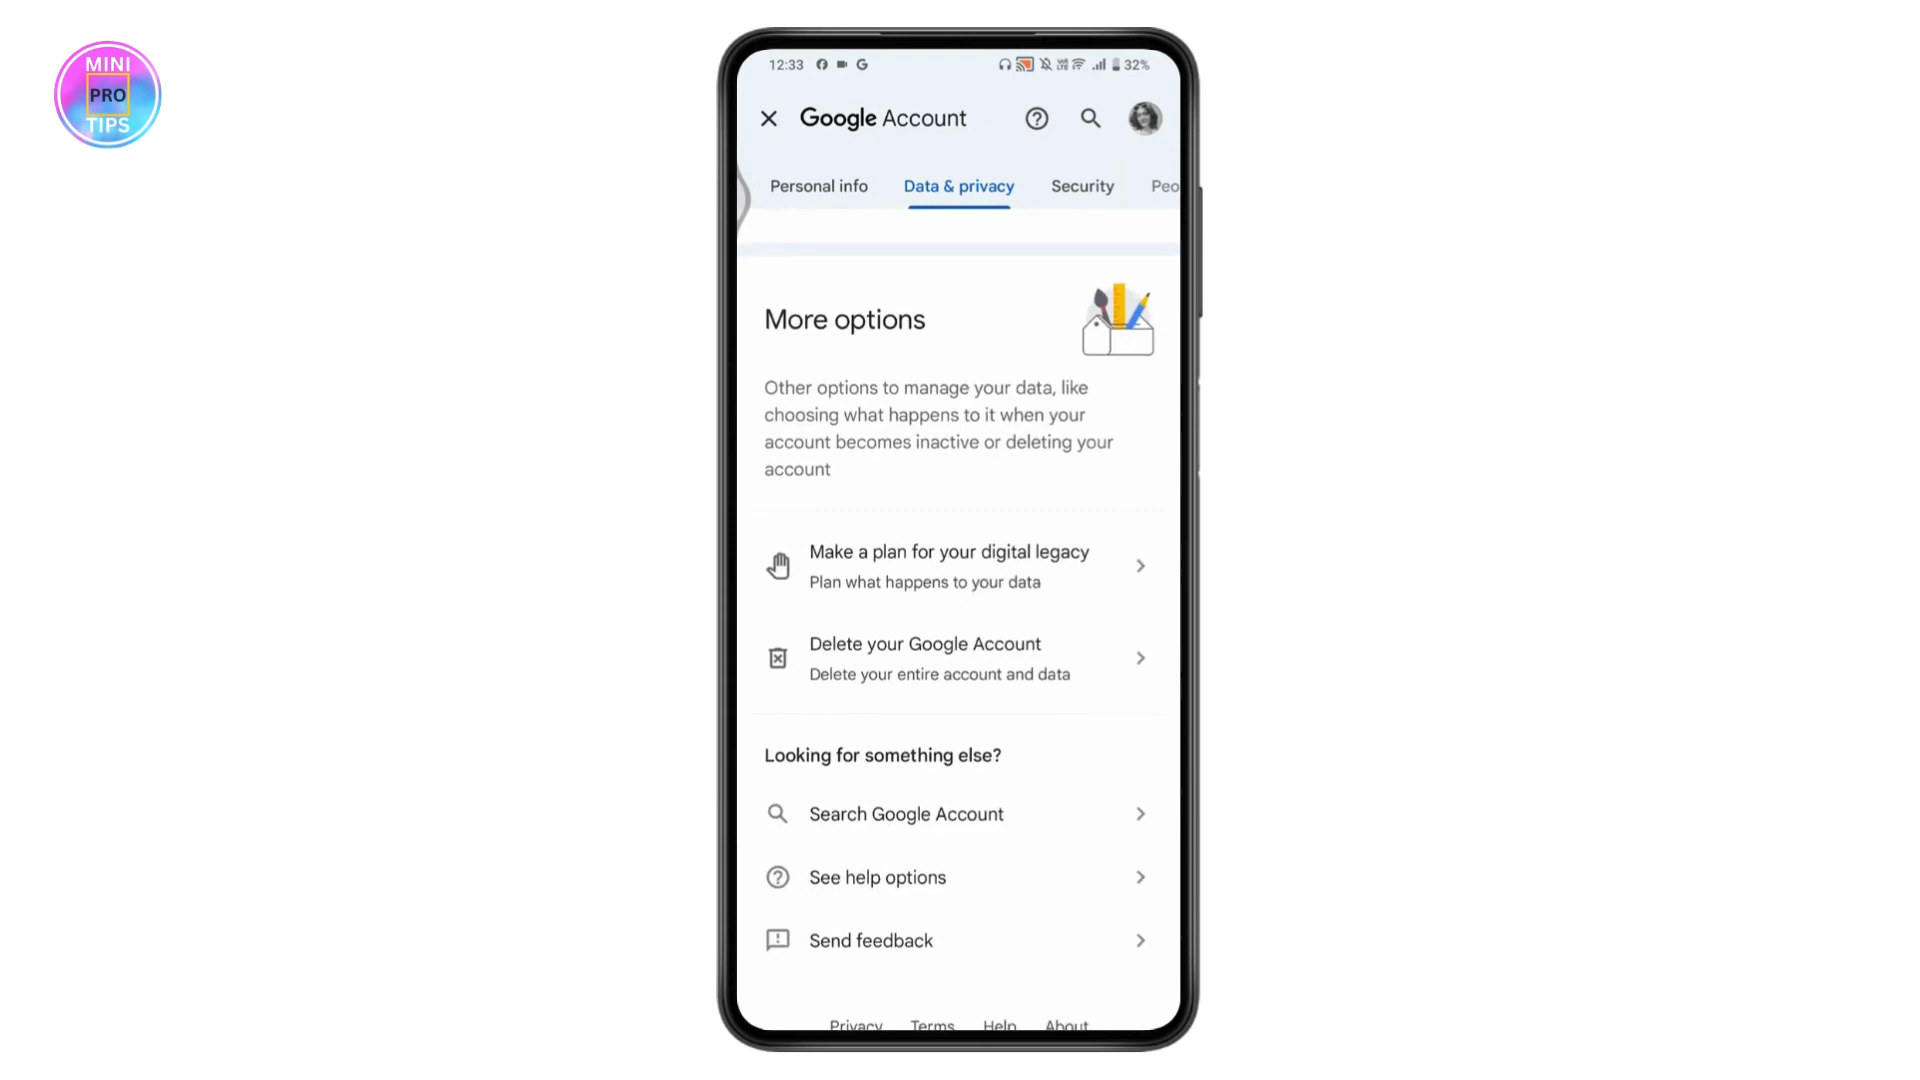 MINI
PRO
TIPS
12:33
32%
Google Account
Personal info
Data & privacy
Security
Peo
More options
Other options to manage your data, like
choosing what happens to it when your
account becomes inactive or deleting your
account
Make a plan for your digital legacy
Plan what happens to your data
Delete your Google Account
Delete your entire account and data
Looking for something else?
Search Google Account
See help options
Send feedback
Privacy Terms Help About